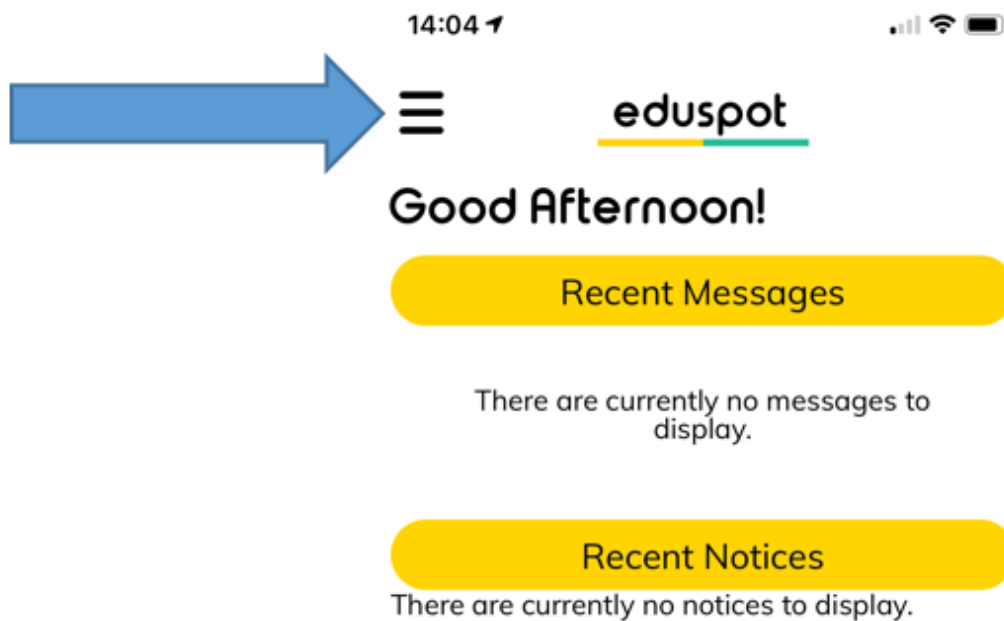 14:04
eduspot
Good Afternoon!
Recent Messages
There are currently no messages to
display.
Recent Notices
There are currently no notices to display.